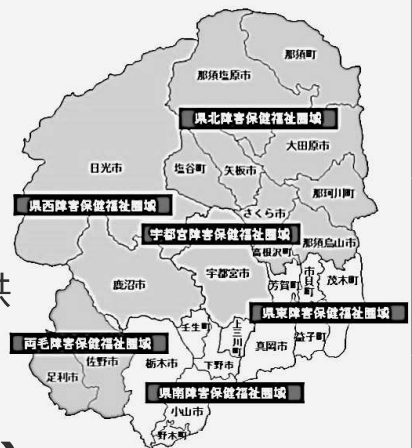 那須町
那須塩原市
県北障害保健福祉圏域
大田原市
日光市
塩谷町
矢板市
那珂川町
県西障害保健福祉圏域
さくら市
宇都宮障害保健福祉圏域
高根沢町
那須烏山市
供
鹿沼市
宇都宮市
芳賀町
市貝町
茂木町
県東障害保健福祉圏域
壬生町
上三川町
真岡市
益子町
両毛障害保健福祉圏域
佐野市
栃木市
下野市
足利市
県南障害保健福祉圏域
小山市
野木町